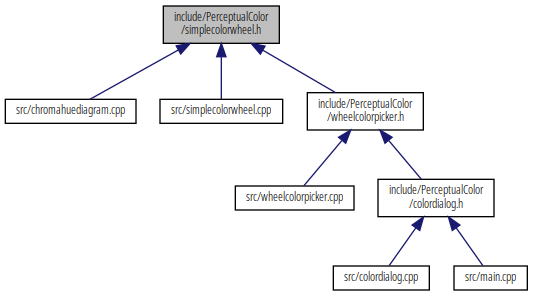 include/PerceptualColor
/simplecolorwheel.h
src/chromahuediagram.cpp
src/simplecolorwheel.cpp
include/PerceptualColor
/wheelcolorpicker.h
src/wheelcolorpicker.cpp
include/PerceptualColor
/colordialog.h
src/colordialog.cpp
src/main.cpp